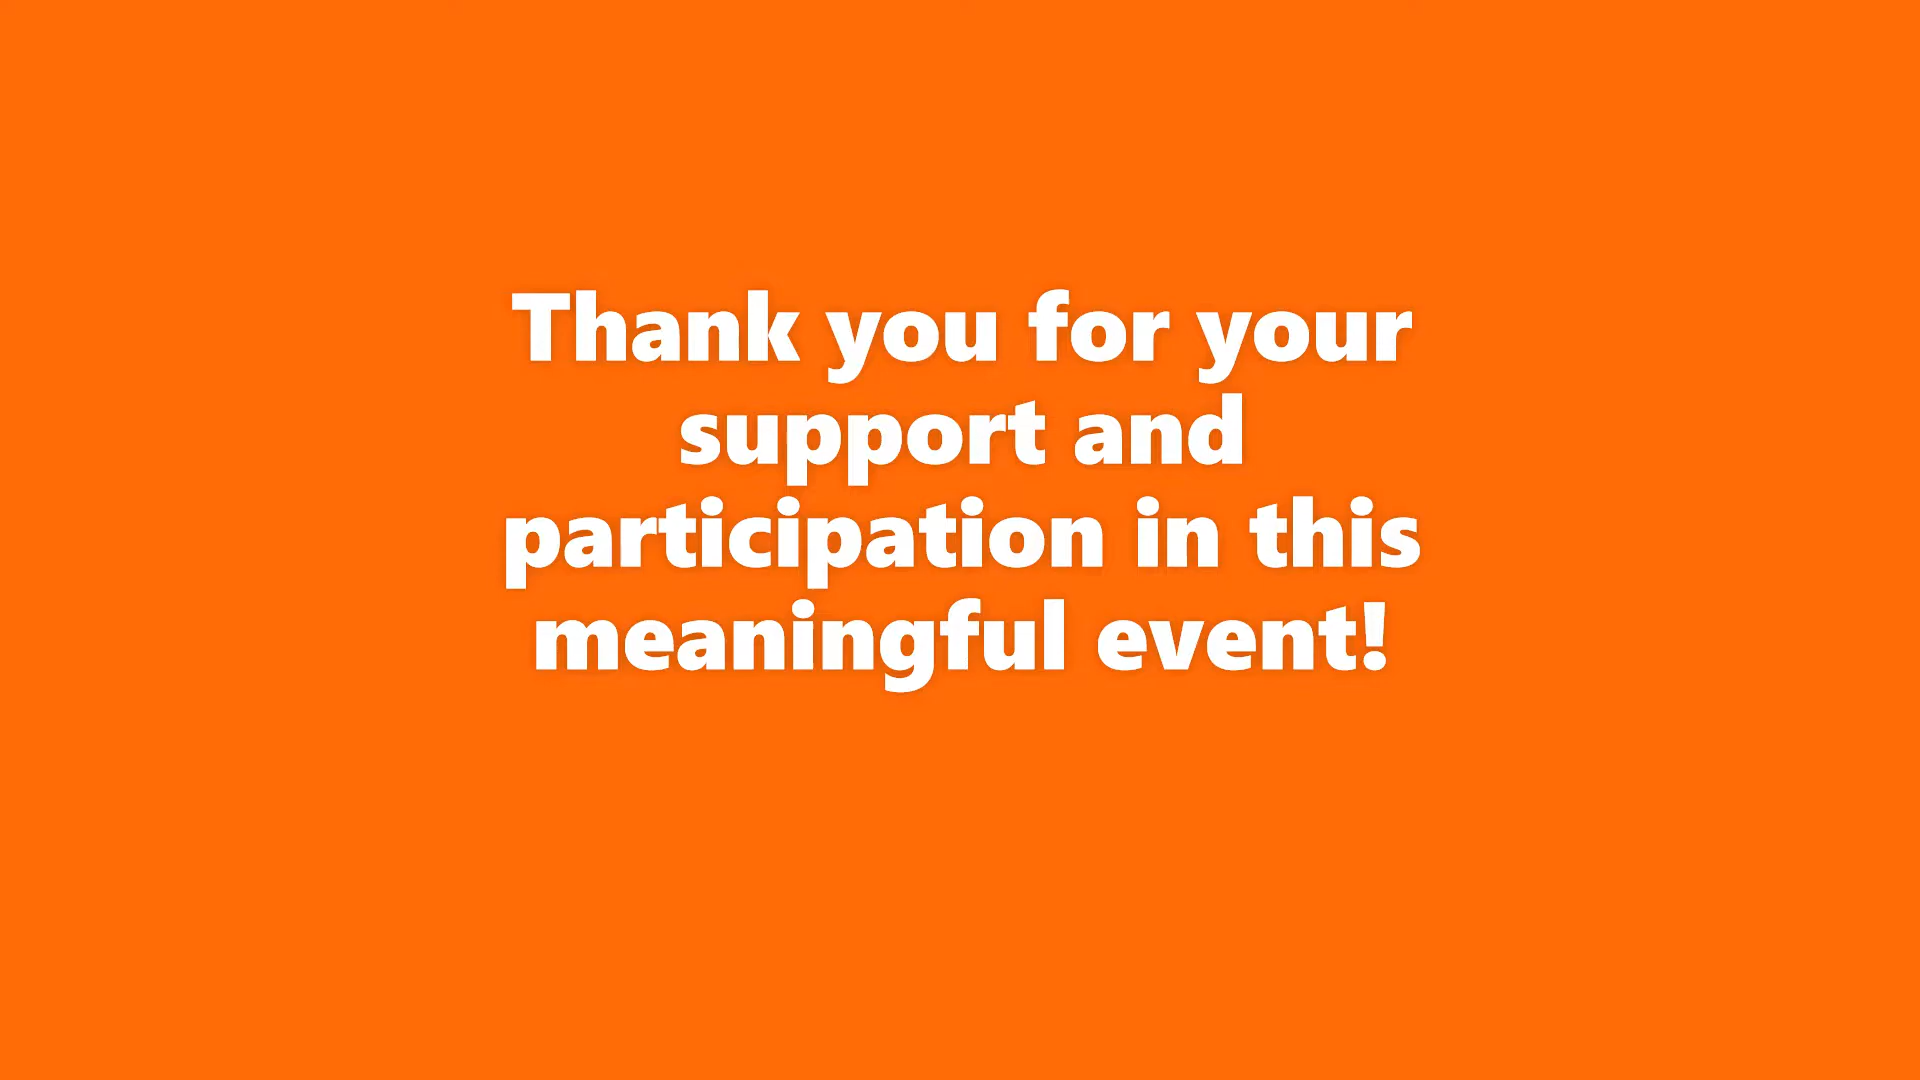 Thank you for your
support and
participation in this
meaningful event!